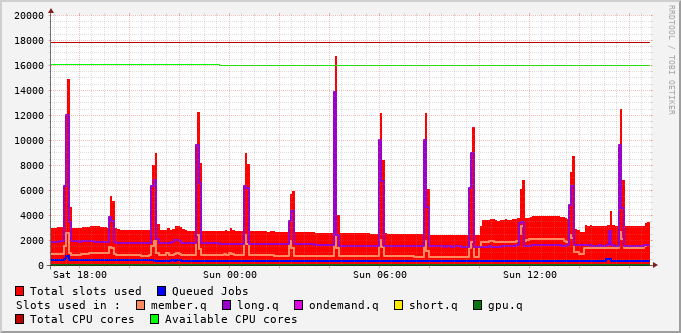 20000
18000
16000
14000
12000
10000
8000
6000
4000
2000
0
Sat 18:00 Sun 00:00 Sun 06:00 Sun 12:00
Total slots used Queued Jobs
Slots used in : member.q long.q ondemand.q short.q gpu.q
Total CPU cores Available CPU cores
RRDTOOL / TOBI OETIKER